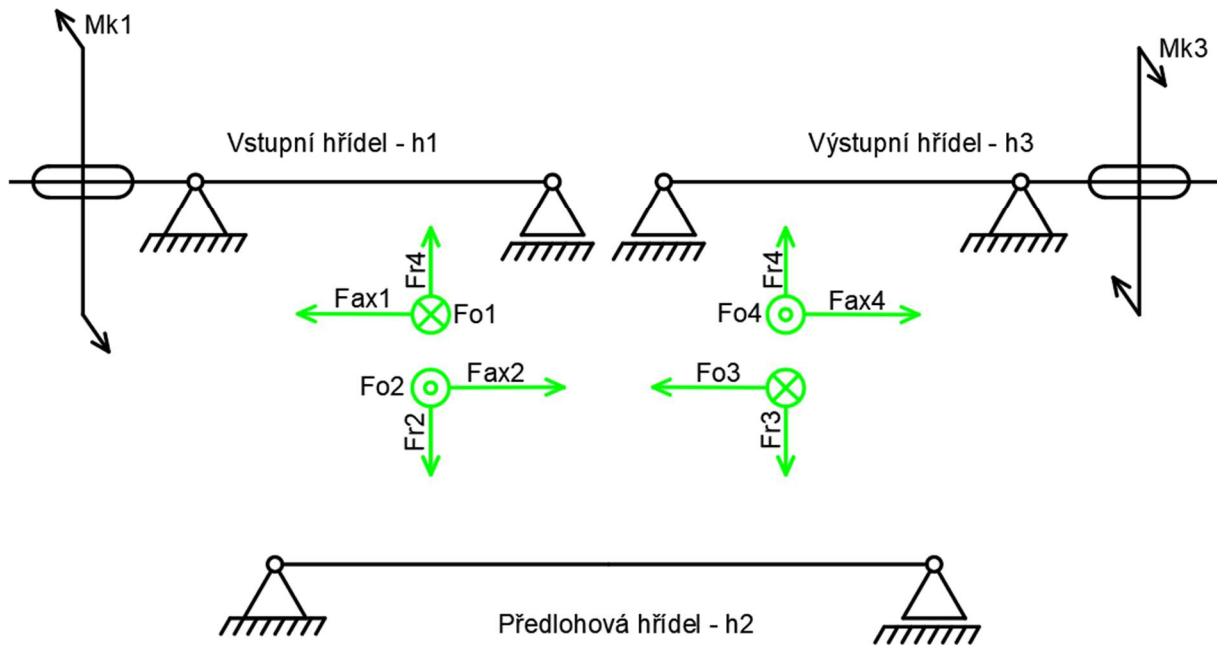 Mk1
Mk3
Vstupní hřídel - h1
Výstupní hřídel - h3
Fr4
Fr4
Fax1
Fo1
Fo4
Fax4
Fo2
Fax2
Fo3
Fr2
Fr3
Předlohová hřídel - h2